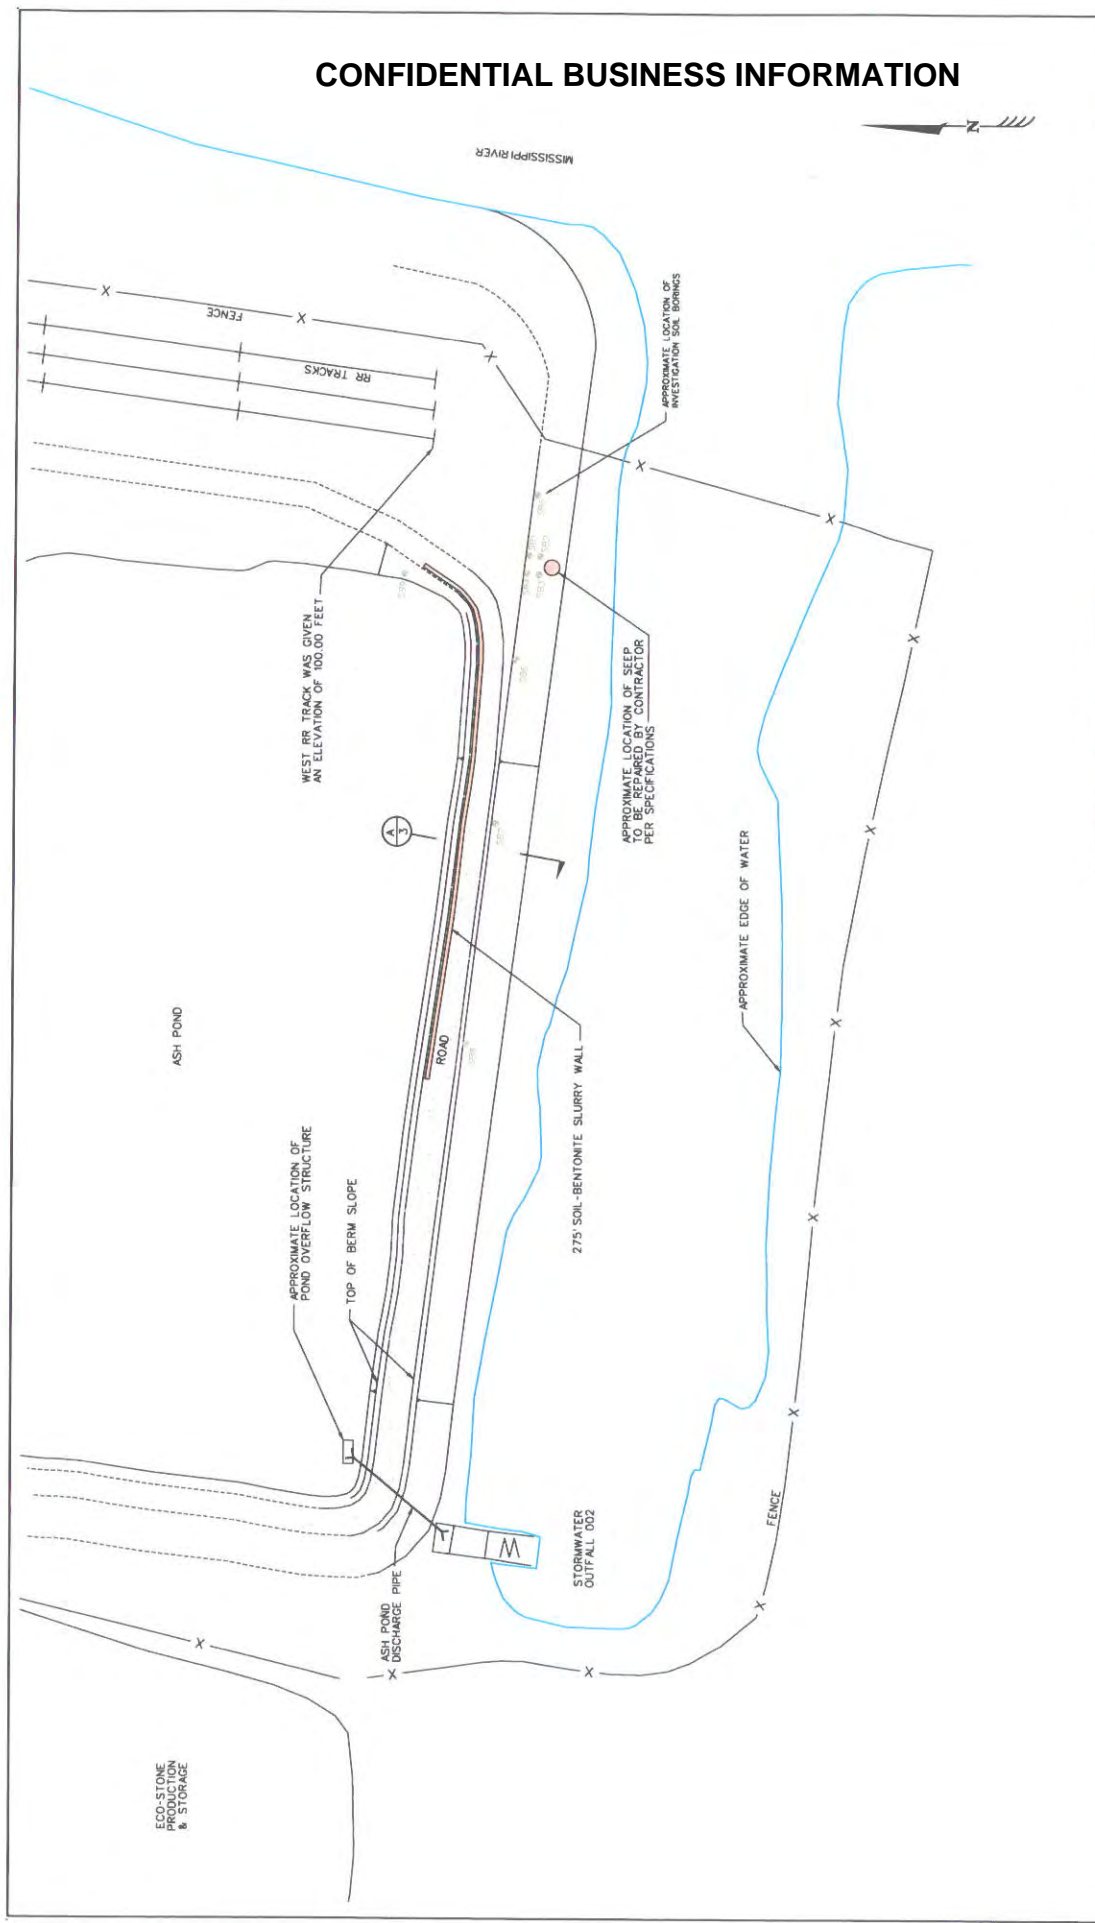 CONFIDENTIAL BUSINESS INFORMATION
N
MISSISSIPPI RIVER
FENCE
RR TRACKS
APPROXIMATE LOCATION OF
INVESTIGATION SOIL BORINGS
WEST RR TRACK WAS GIVEN
AN ELEVATION OF 100.00 FEET
APPROXIMATE LOCATION OF SEEP
TO BE REPAIRED BY CONTRACTOR
PER SPECIFICATIONS
A
3
APPROXIMATE EDGE OF WATER
ASH POND
ROAD
275' SOIL-BENTONITE SLURRY WALL
APPROXIMATE LOCATION OF
POND OVERFLOW STRUCTURE
TOP OF BERM SLOPE
STORMWATER
OUTFALL 002
FENCE
ASH POND
DISCHARGE PIPE
ECO-STONE
PRODUCTION
& STORAGE